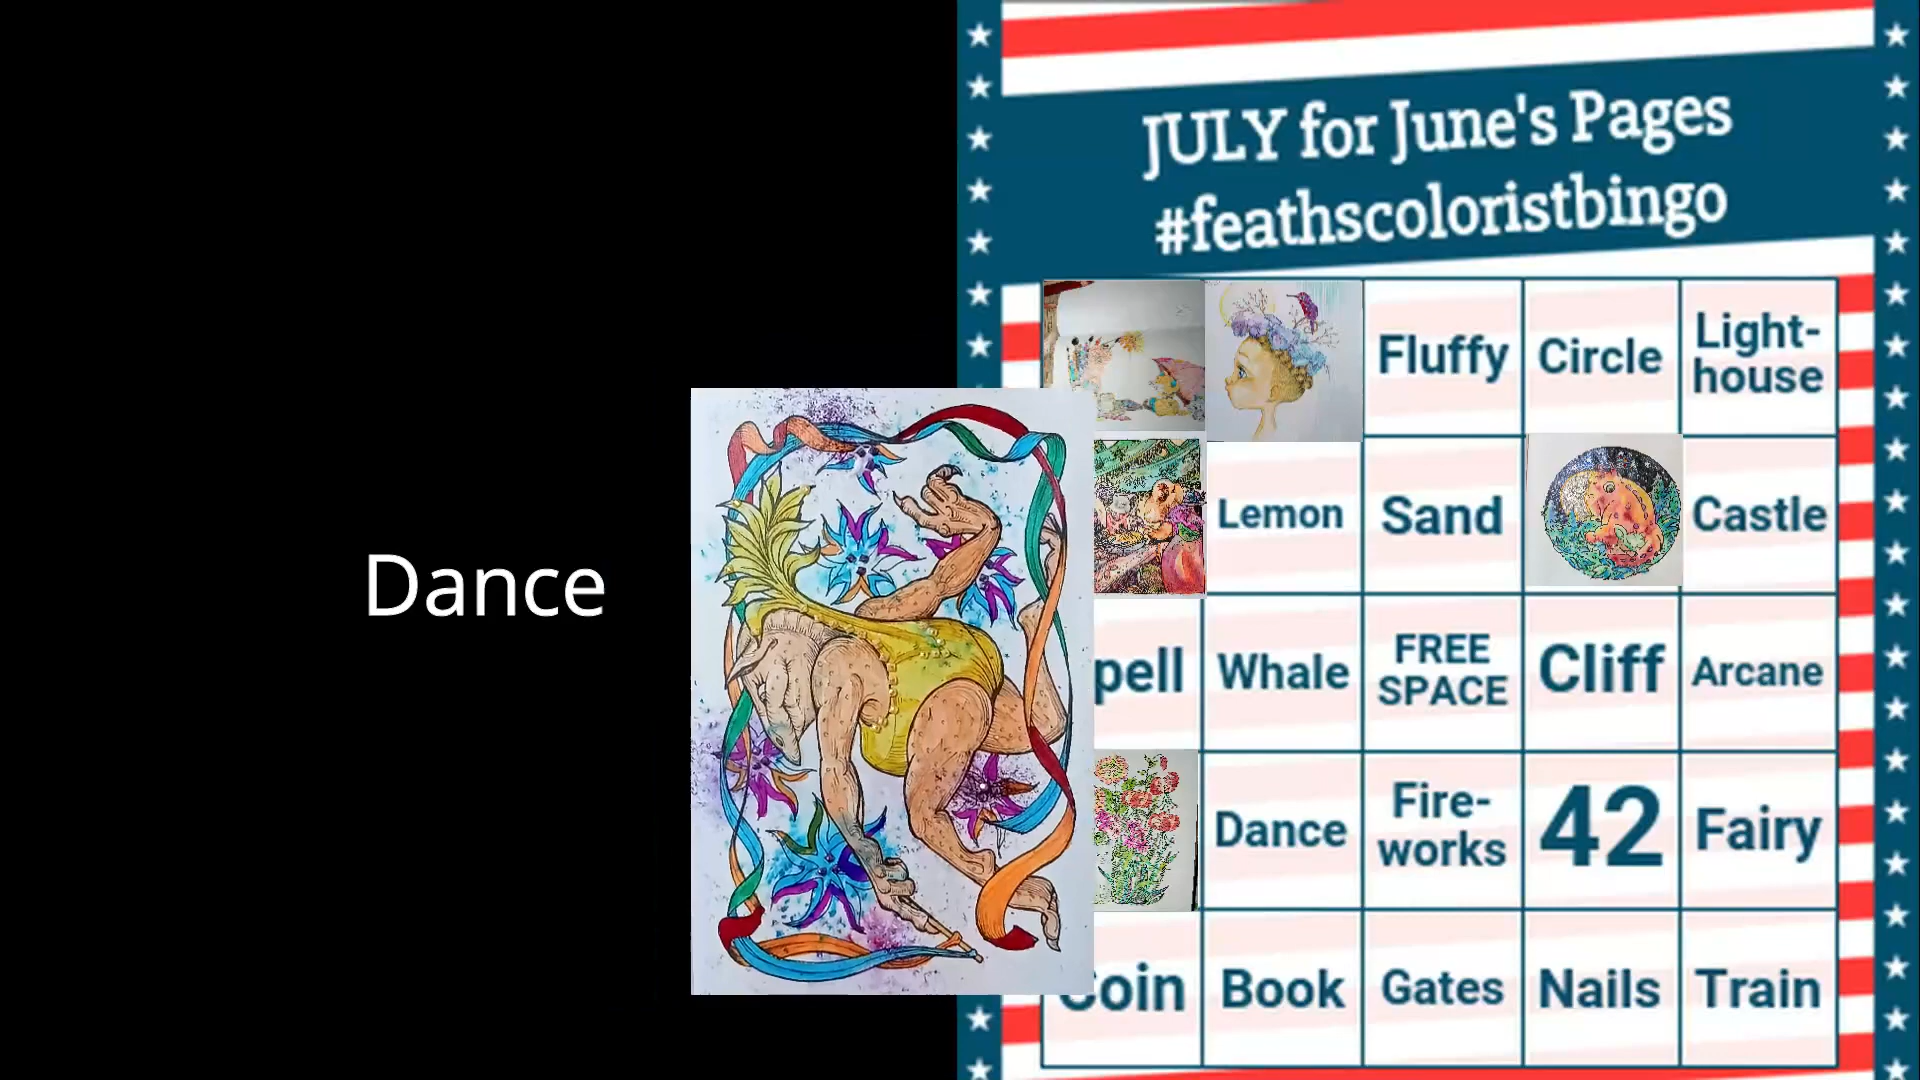 Dance
JULY for June's Pages
#feathscoloristbingo
Fluffy
Circle
Light-
house
Lemon
Sand
Castle
pell
Whale
FREE
SPACE
Cliff
Arcane
Dance
Fire-
works
42
Fairy
Coin
Book
Gates
Nails
Train